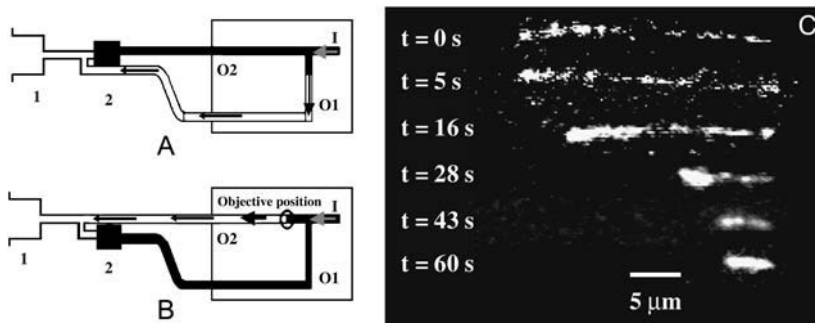 I
O2
O1
1
2
A
Objective position
I
O2
O1
1
2
B
C
t = 0 s
t = 5 s
t = 16 s
t = 28 s
t = 43 s
t = 60 s
5 μm